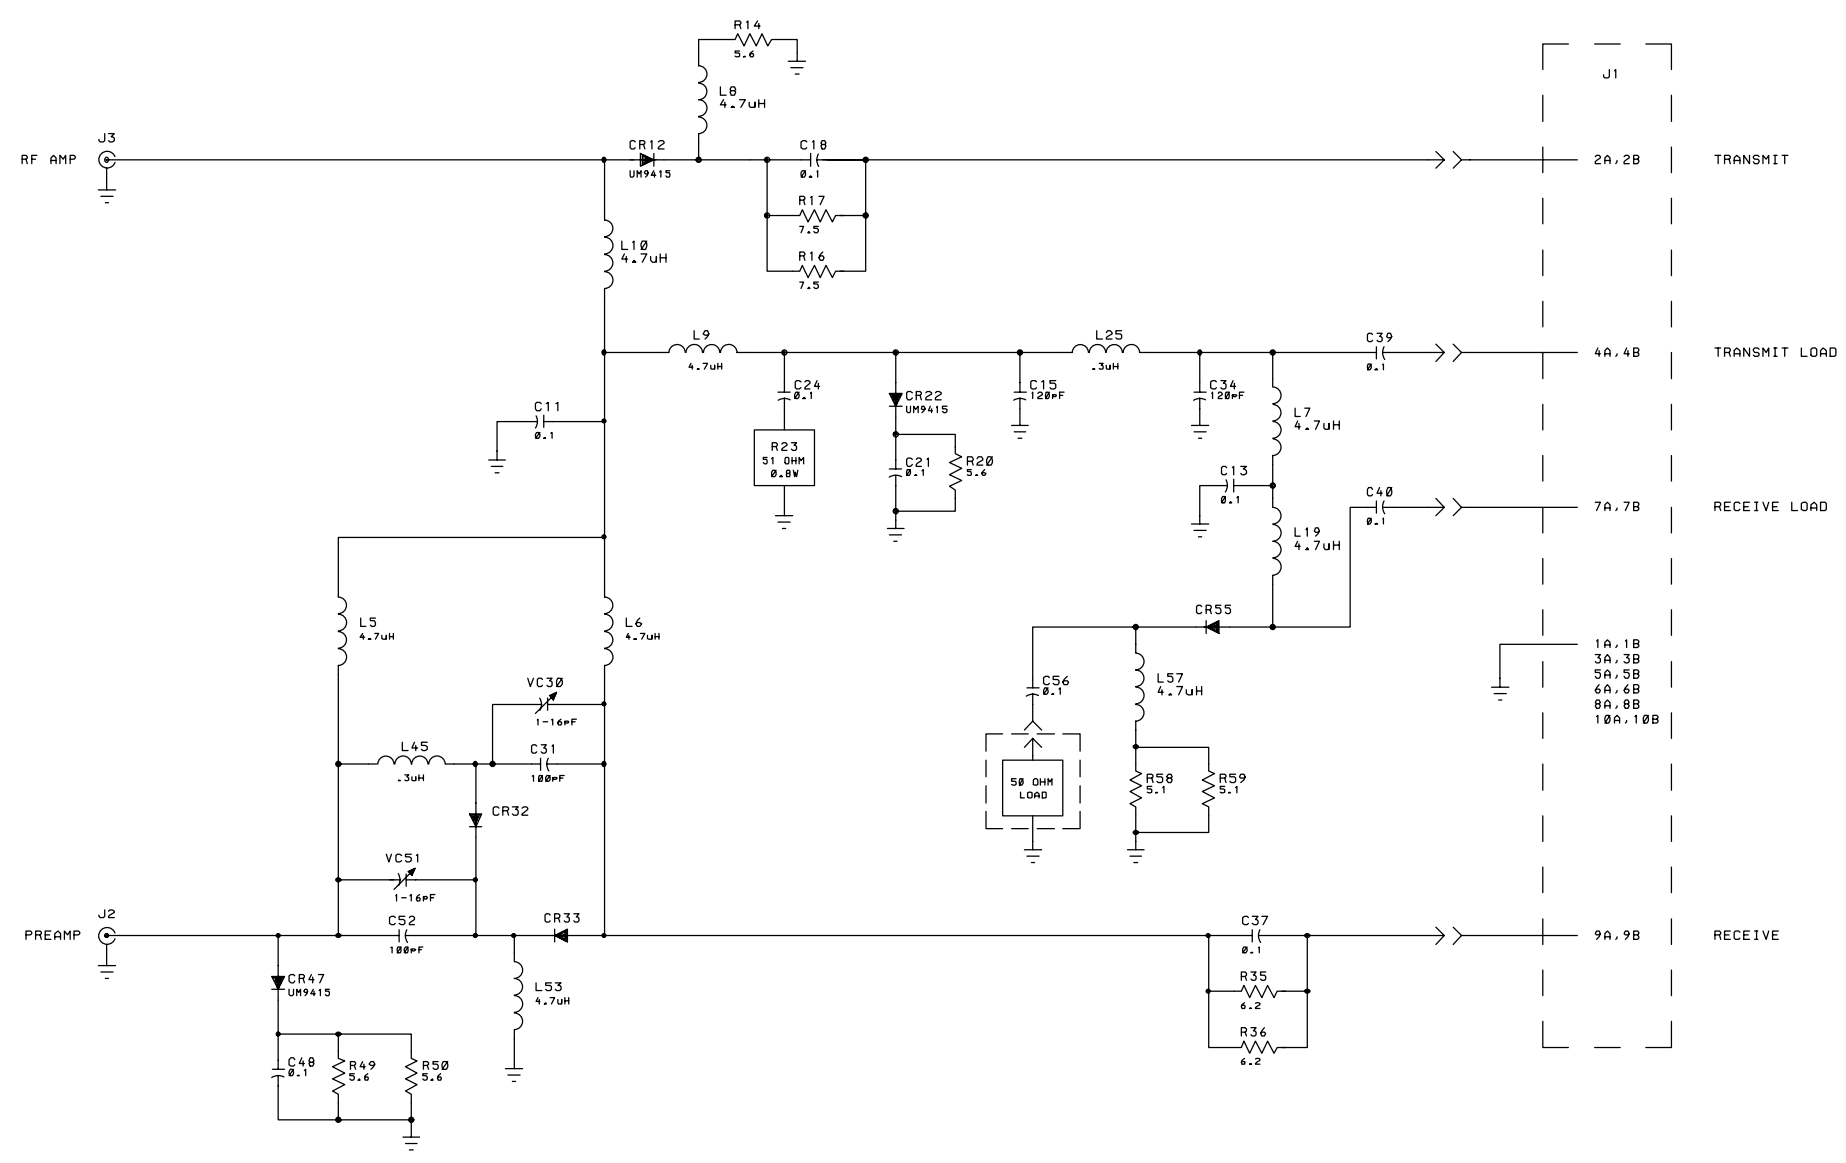 R14
5.6
J1
L8
4.7uH
J3
RF AMP
CR12
UM9415
C18
0.1
2A,2B
TRANSMIT
R17
7.5
L10
4.7uH
R16
7.5
L9
4.7uH
L25
.3uH
C39
0.1
4A,4B
TRANSMIT LOAD
C24
0.1
CR22
UM9415
C15
120pF
C34
120pF
L7
4.7uH
C11
0.1
R23
51 OHM
0.8W
C21
0.1
R20
5.6
C13
0.1
C40
0.1
7A,7B
RECEIVE LOAD
L19
4.7uH
L5
4.7uH
L6
4.7uH
CR55
1A,1B
3A,3B
5A,5B
6A,6B
8A,8B
10A,10B
VC30
1-16pF
C56
0.1
L57
4.7uH
L45
.3uH
C31
100pF
50 OHM
LOAD
R58
5.1
R59
5.1
CR32
VC51
1-16pF
J2
PREAMP
C52
100pF
CR33
C37
0.1
9A,9B
RECEIVE
CR47
UM9415
L53
4.7uH
R35
6.2
R36
6.2
C48
0.1
R49
5.6
R50
5.6